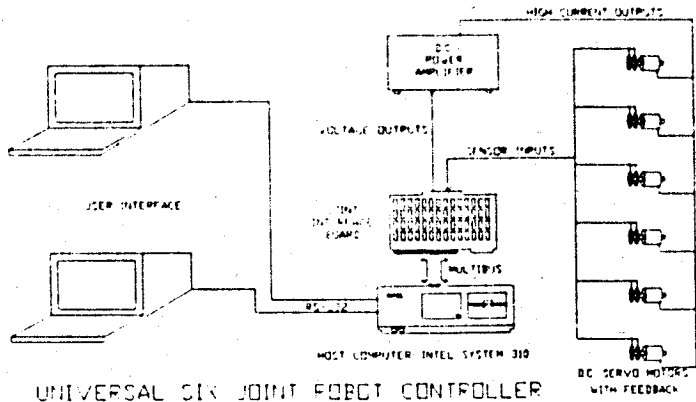 HIGH CURRENT OUTPUTS
D.C.
POWER
AMPLIFIER
VOLTAGE OUTPUTS
SENSOR INPUTS
USER INTERFACE
INTERFACE
BOARD
MULTIBUS
RS-232
HOST COMPUTER INTEL SYSTEM 310
D.C. SERVO MOTORS
WITH FEEDBACK
UNIVERSAL SIX JOINT ROBOT CONTROLLER